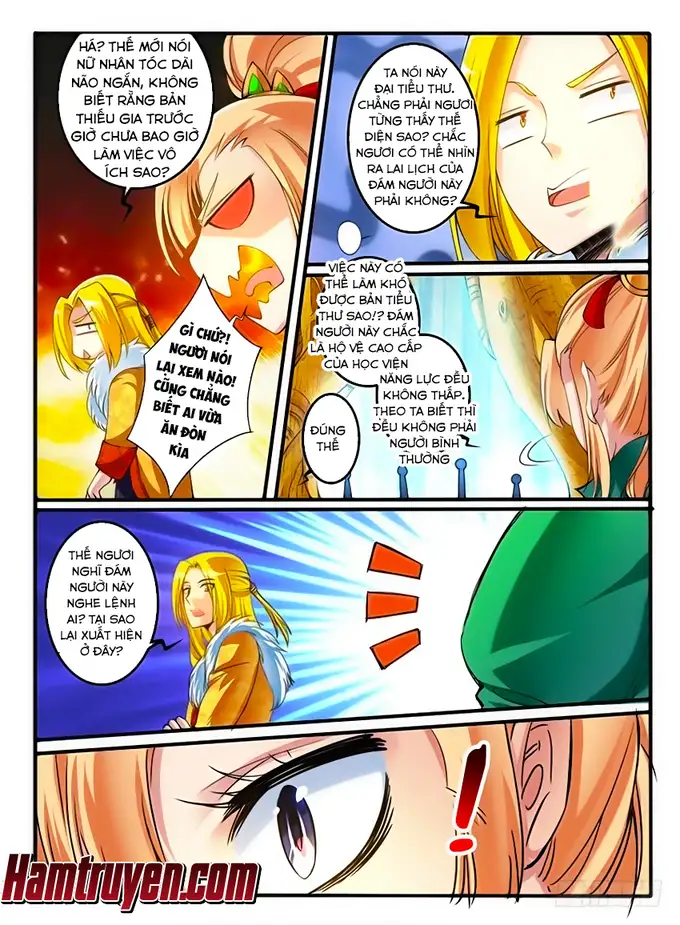 HÁ? THẾ MỚI NÓI
NỮ NHÂN TÓC DÀI
NÃO NGẮN, KHÔNG
BIẾT RẰNG BẢN
THIẾU GIA TRƯỚC
GIỜ CHƯA BAO GIỜ
LÀM VIỆC VÔ
ÍCH SAO?
TA NÓI NÀY
ĐẠI TIỂU THƯ.
CHẲNG PHẢI NGƯƠI
TỪNG THẤY THẾ
DIỆN SAO? CHẮC
NGƯƠI CÓ THỂ NHÌN
RA LAI LỊCH CỦA
ĐÁM NGƯỜI NÀY
PHẢI KHÔNG?
GÌ CHỨ?!
NGƯƠI NÓI
LẠI XEM NÀO!
CŨNG CHẲNG
BIẾT AI VỪA
ĂN ĐÒN
KÌA
VIỆC NÀY CÓ
THỂ LÀM KHÓ
ĐƯỢC BẢN TIỂU
THƯ SAO!? ĐÁM
NGƯỜI NÀY CHẮC
LÀ HỘ VỆ CAO CẤP
CỦA HỌC VIỆN
NĂNG LỰC ĐỀU
KHÔNG THẤP.
THEO TA BIẾT THÌ
ĐỀU KHÔNG PHẢI
NGƯỜI BÌNH
THƯỜNG
ĐÚNG
THẾ
THẾ NGƯƠI
NGHĨ ĐÁM
NGƯỜI NÀY
NGHE LỆNH
AI? TẠI SAO
LẠI XUẤT HIỆN
Ở ĐÂY?
!
!
!
!
Hamtruyen.com